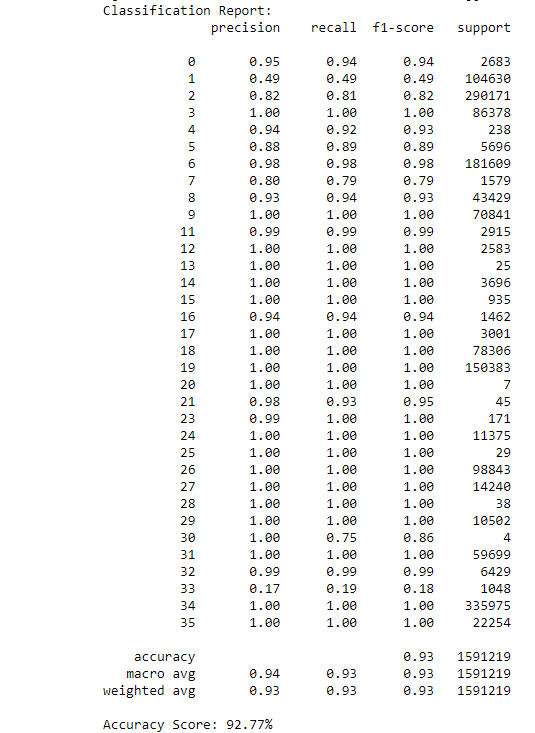 Classification Report:
precision recall f1-score support
0 0.95 0.94 0.94 2683
1 0.49 0.49 0.49 104630
2 0.82 0.81 0.82 290171
3 1.00 1.00 1.00 86378
4 0.94 0.92 0.93 238
5 0.88 0.89 0.89 5696
6 0.98 0.98 0.98 181609
7 0.80 0.79 0.79 1579
8 0.93 0.94 0.93 43429
9 1.00 1.00 1.00 70841
11 0.99 0.99 0.99 2915
12 1.00 1.00 1.00 2583
13 1.00 1.00 1.00 25
14 1.00 1.00 1.00 3696
15 1.00 1.00 1.00 935
16 0.94 0.94 0.94 1462
17 1.00 1.00 1.00 3001
18 1.00 1.00 1.00 78306
19 1.00 1.00 1.00 150383
20 1.00 1.00 1.00 7
21 0.98 0.93 0.95 45
23 0.99 1.00 1.00 171
24 1.00 1.00 1.00 11375
25 1.00 1.00 1.00 29
26 1.00 1.00 1.00 98843
27 1.00 1.00 1.00 14240
28 1.00 1.00 1.00 38
29 1.00 1.00 1.00 10502
30 1.00 0.75 0.86 4
31 1.00 1.00 1.00 59699
32 0.99 0.99 0.99 6429
33 0.17 0.19 0.18 1048
34 1.00 1.00 1.00 335975
35 1.00 1.00 1.00 22254
accuracy 0.93 1591219
macro avg 0.94 0.93 0.93 1591219
weighted avg 0.93 0.93 0.93 1591219
Accuracy Score: 92.77%